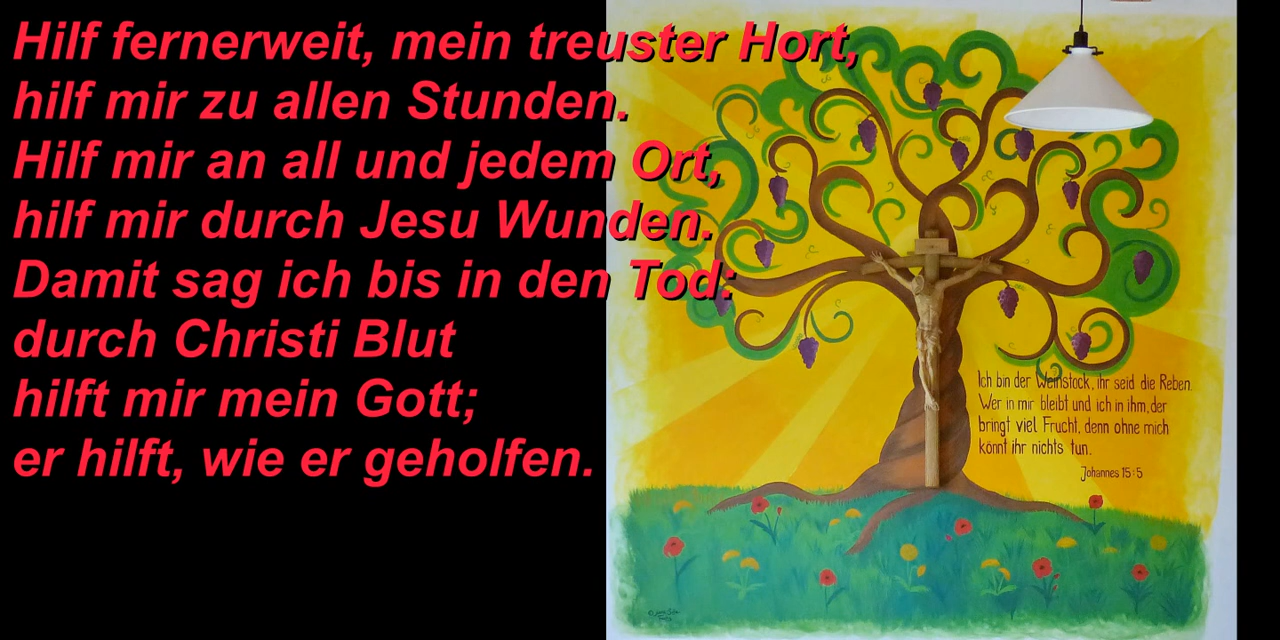 Hilf fernerweit, mein treuster Hort,
hilf mir zu allen Stunden.
Hilf mir an all und jedem Ort,
hilf mir durch Jesu Wunden.
Damit sag ich bis in den Tod:
durch Christi Blut
hilft mir mein Gott;
er hilft, wie er geholfen.
Ich bin der Weinstock, ihr seid die Reben.
Wer in mir bleibt und ich in ihm, der
bringt viel Frucht, denn ohne mich
könnt ihr nichts tun.
Johannes 15:5